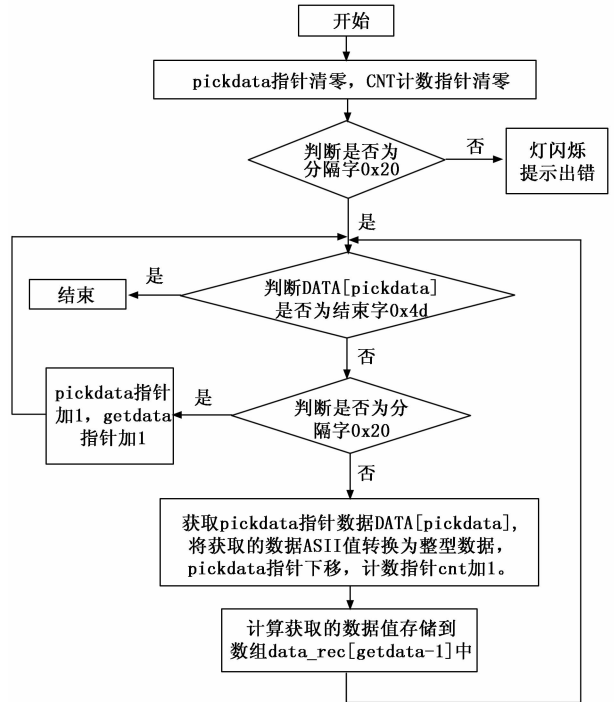 开始
pickdata指针清零，CNT计数指针清零
判断是否为
分隔字0x20
否
灯闪烁
提示出错
是
判断DATA[pickdata]
是否为结束字0x4d
是
结束
否
判断是否为分
隔字0x20
是
pickdata指针
加1，getdata
指针加1
否
获取pickdata指针数据DATA[pickdata],
将获取的数据ASII值转换为整型数据，
pickdata指针下移，计数指针cnt加1。
计算获取的数据值存储到
数组data_rec[getdata-1]中